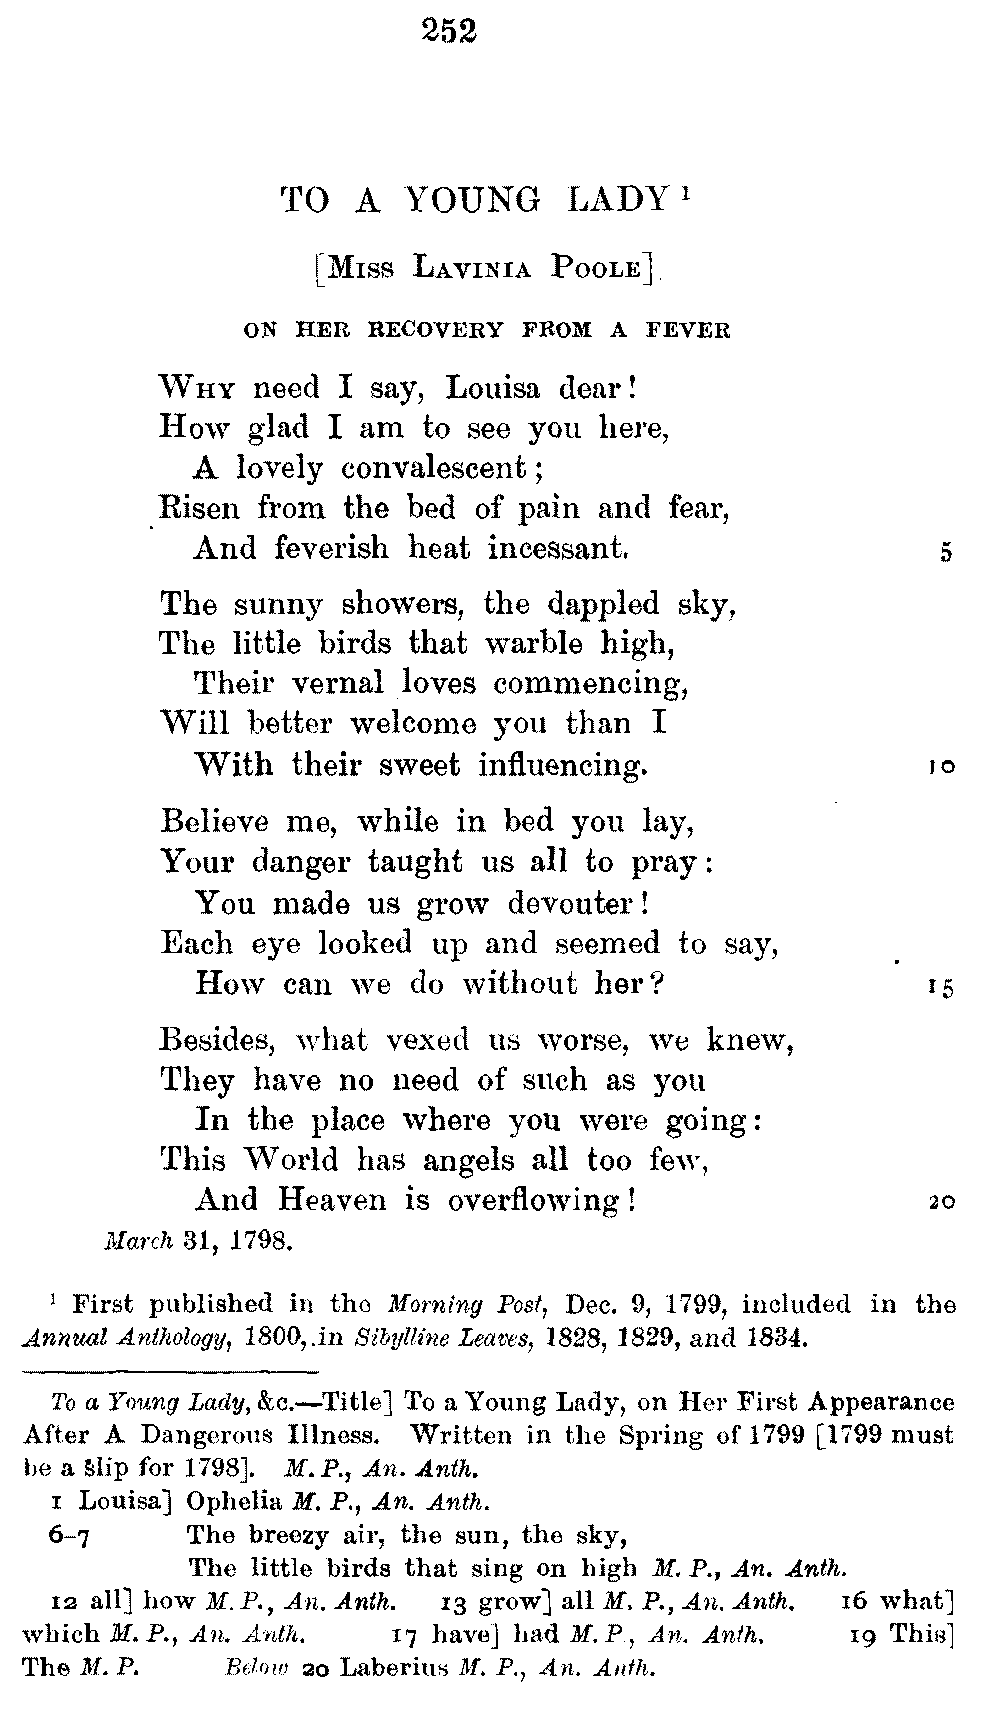 252
TO A YOUNG LADY ¹
[Miss Lavinia Poole]
ON HER RECOVERY FROM A FEVER
Why need I say, Louisa dear!
How glad I am to see you here,
A lovely convalescent;
Risen from the bed of pain and fear,
And feverish heat incessant. 5
The sunny showers, the dappled sky,
The little birds that warble high,
Their vernal loves commencing,
Will better welcome you than I
With their sweet influencing. 10
Believe me, while in bed you lay,
Your danger taught us all to pray:
You made us grow devouter!
Each eye looked up and seemed to say,
How can we do without her? 15
Besides, what vexed us worse, we knew,
They have no need of such as you
In the place where you were going:
This World has angels all too few,
And Heaven is overflowing! 20
March 31, 1798.
¹ First published in the Morning Post, Dec. 9, 1799, included in the
Annual Anthology, 1800, in Sibylline Leaves, 1828, 1829, and 1834.
To a Young Lady, &c.—Title] To a Young Lady, on Her First Appearance
After A Dangerous Illness. Written in the Spring of 1799 [1799 must
be a slip for 1798]. M. P., An. Anth.
1 Louisa] Ophelia M. P., An. Anth.
6-7 The breezy air, the sun, the sky,
The little birds that sing on high M. P., An. Anth.
12 all] how M. P., An. Anth. 13 grow] all M. P., An. Anth. 16 what]
which M. P., An. Anth. 17 have] had M. P., An. Anth. 19 This]
The M. P. Below 20 Laberius M. P., An. Anth.